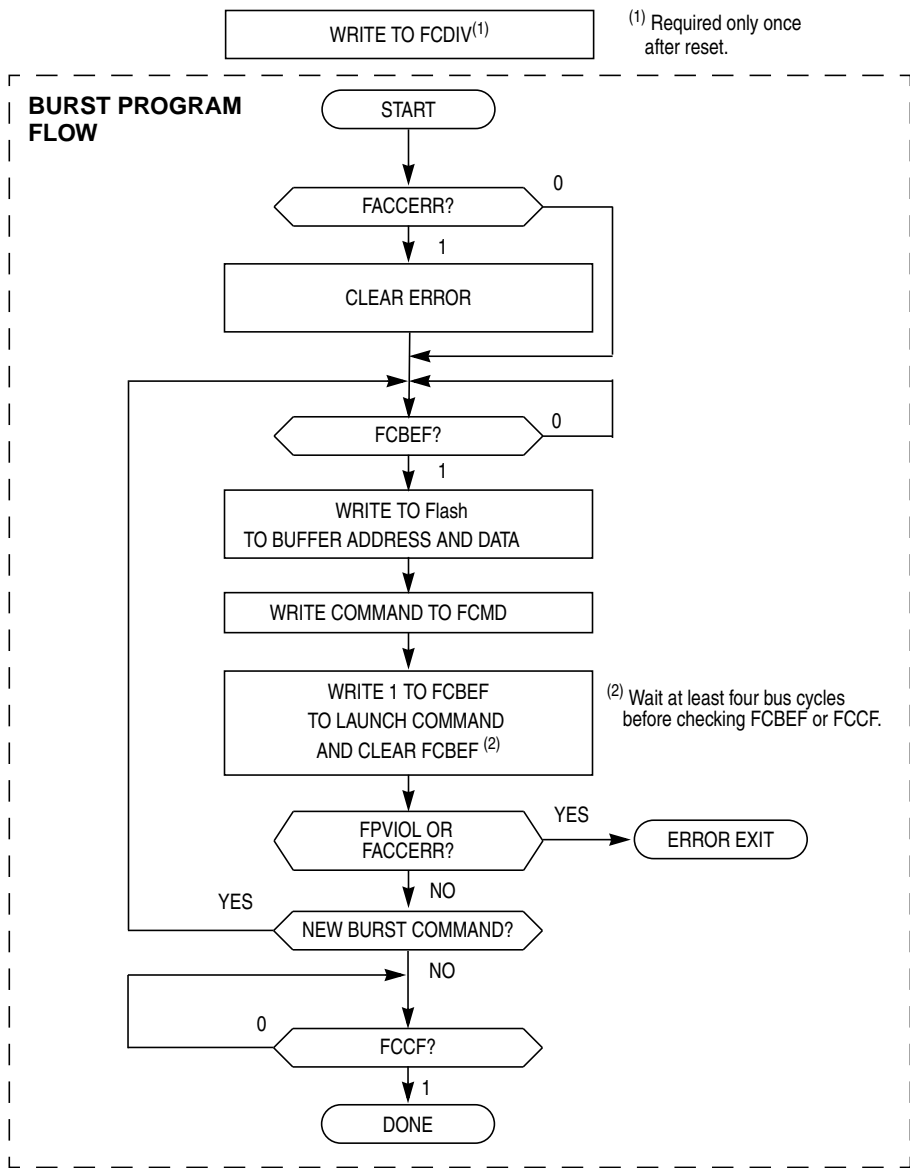 WRITE TO FCDIV(1)
(1) Required only once
after reset.
BURST PROGRAM
FLOW
START
FACCERR?
0
1
CLEAR ERROR
FCBEF?
0
1
WRITE TO Flash
TO BUFFER ADDRESS AND DATA
WRITE COMMAND TO FCMD
WRITE 1 TO FCBEF
TO LAUNCH COMMAND
AND CLEAR FCBEF (2)
(2) Wait at least four bus cycles
before checking FCBEF or FCCF.
FPVIOL OR
FACCERR?
YES
ERROR EXIT
NO
YES
NEW BURST COMMAND?
NO
0
FCCF?
1
DONE